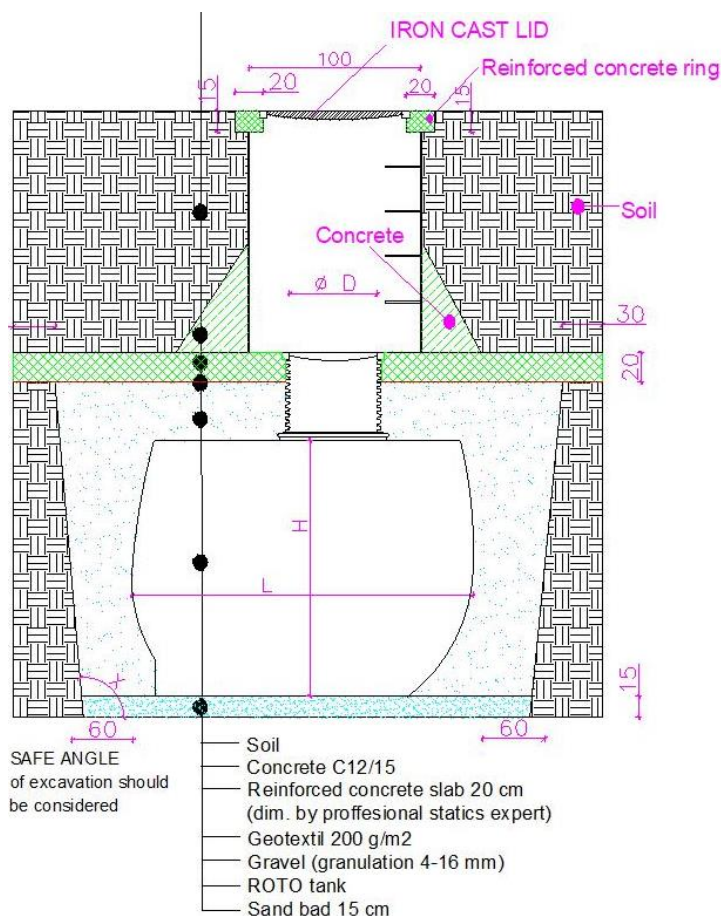 IRON CAST LID
100
20
20
Reinforced concrete ring
15
15
Soil
Concrete
ø D
30
20
H
L
X
15
60
60
SAFE ANGLE
of excavation should
be considered
Soil
Concrete C12/15
Reinforced concrete slab 20 cm
(dim. by proffesional statics expert)
Geotextil 200 g/m2
Gravel (granulation 4-16 mm)
ROTO tank
Sand bad 15 cm